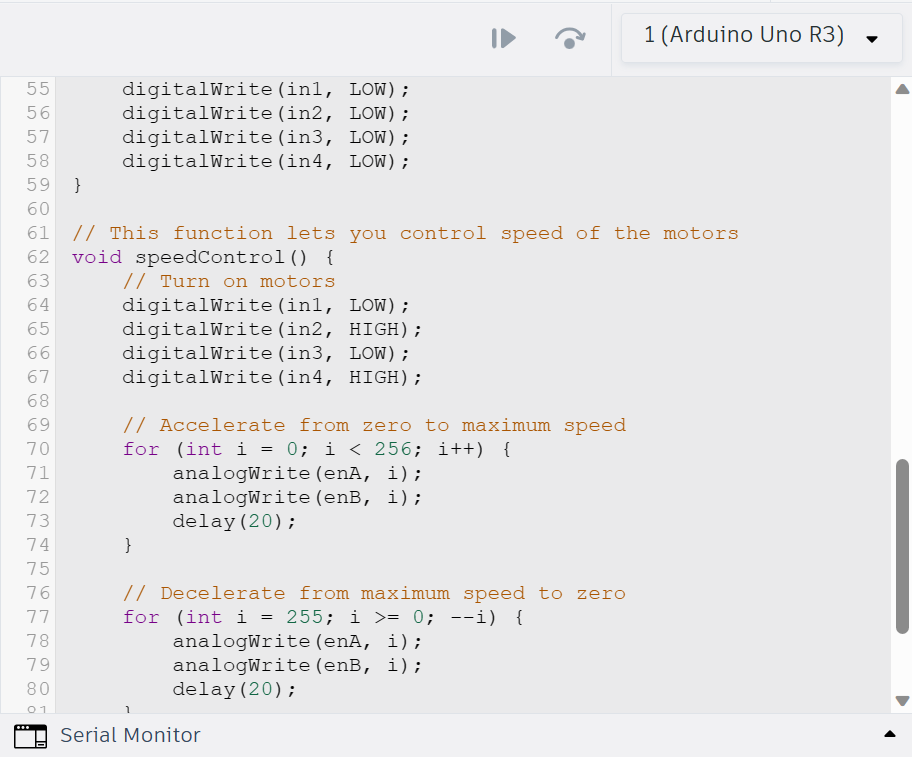 1 (Arduino Uno R3)
55 digitalWrite(in1, LOW);
56 digitalWrite(in2, LOW);
57 digitalWrite(in3, LOW);
58 digitalWrite(in4, LOW);
59 }
60
61 // This function lets you control speed of the motors
62 void speedControl() {
63 // Turn on motors
64 digitalWrite(in1, LOW);
65 digitalWrite(in2, HIGH);
66 digitalWrite(in3, LOW);
67 digitalWrite(in4, HIGH);
68
69 // Accelerate from zero to maximum speed
70 for (int i = 0; i < 256; i++) {
71 analogWrite(enA, i);
72 analogWrite(enB, i);
73 delay(20);
74 }
75
76 // Decelerate from maximum speed to zero
77 for (int i = 255; i >= 0; --i) {
78 analogWrite(enA, i);
79 analogWrite(enB, i);
80 delay(20);
81 }
Serial Monitor